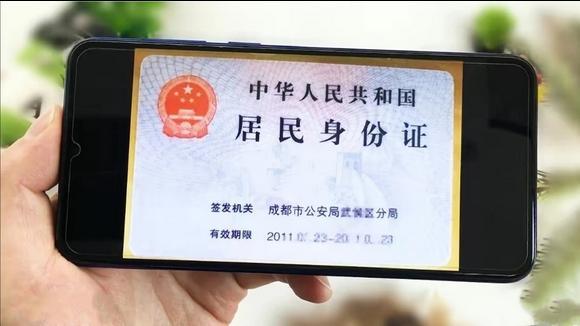 中华人民共和国
居民身份证
签发机关 成都市公安局武侯区分局
有效期限